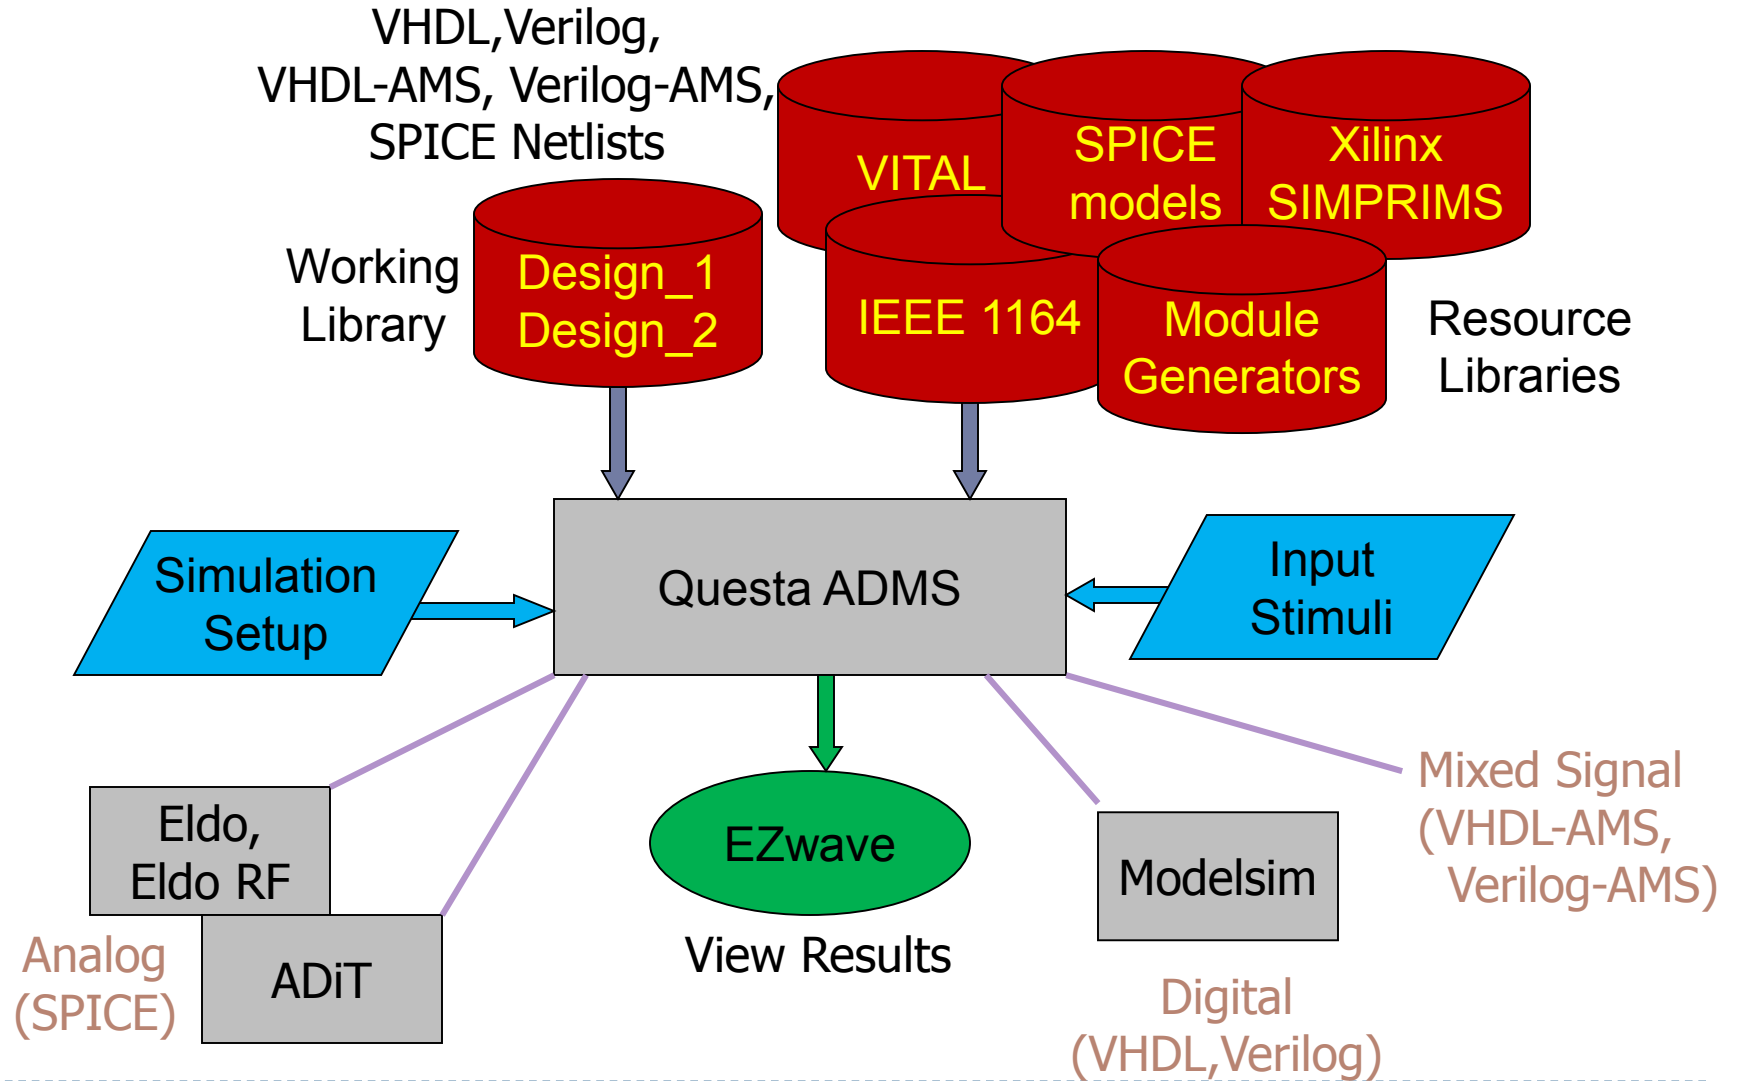 VHDL,Verilog,
VHDL-AMS, Verilog-AMS,
SPICE Netlists
VITAL
SPICE
models
Xilinx
SIMPRIMS
Working
Library
Design_1
Design_2
IEEE 1164
Module
Generators
Resource
Libraries
Simulation
Setup
Questa ADMS
Input
Stimuli
Eldo,
Eldo RF
ADiT
Analog
(SPICE)
EZwave
View Results
Modelsim
Digital
(VHDL,Verilog)
Mixed Signal
(VHDL-AMS,
Verilog-AMS)